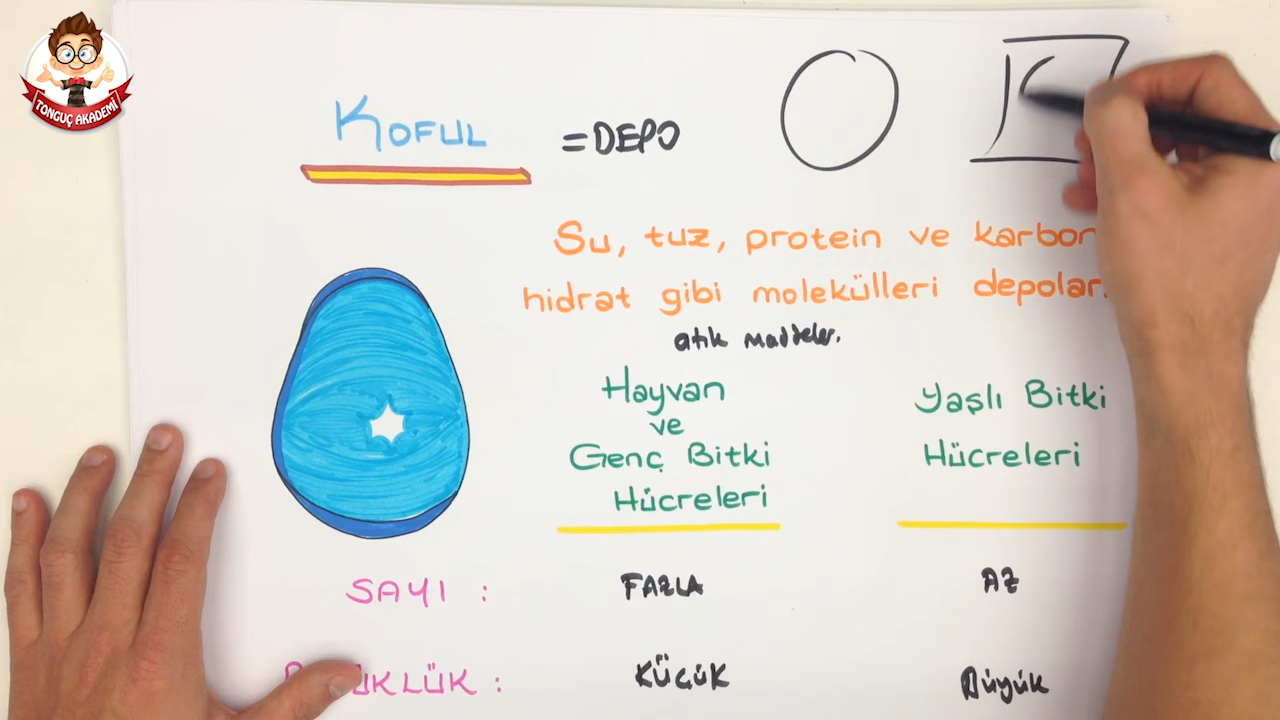 TONGUÇ AKADEMİ
KOFUL = DEPO
Su, tuz, protein ve karbon
hidrat gibi molekülleri depolar.
atık maddeler.
Hayvan
ve
Genç Bitki
Hücreleri
Yaşlı Bitki
Hücreleri
SAYI : FAZLA AZ
KÜÇÜK Büyük